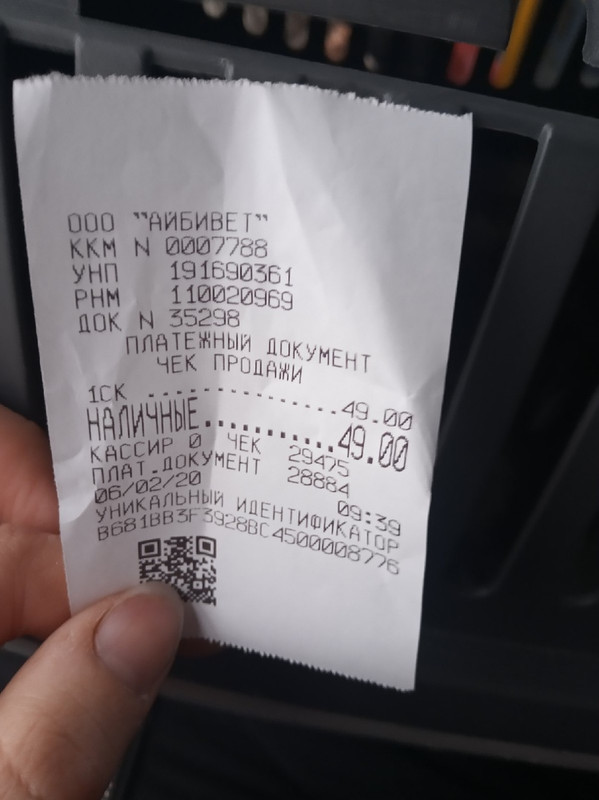 ООО "АЙБИВЕТ"
ККМ N 0007788
УНП 191690361
РНМ 110020969
ДОК N 35298
ПЛАТЕЖНЫЙ ДОКУМЕНТ
ЧЕК ПРОДАЖИ
1СК ................49.00
НАЛИЧНЫЕ...........49.00
КАССИР 0 ЧЕК 29475
ПЛАТ.ДОКУМЕНТ 28884
06/02/20 09:39
УНИКАЛЬНЫЙ ИДЕНТИФИКАТОР
B681BB3F3928BC4500008776